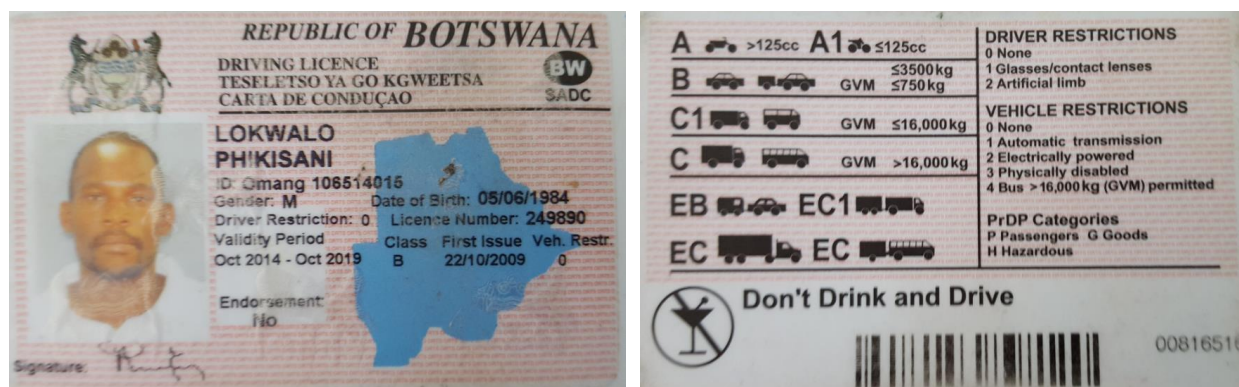 REPUBLIC OF BOTSWANA
DRIVING LICENCE
TESELETSO YA GO KGWEETSA
CARTA DE CONDUÇAO
BW
SADC
LOKWALO
PHIKISANI
ID: Omang 106514015
Gender: M Date of Birth: 05/06/1984
Driver Restriction: 0 Licence Number: 249890
Validity Period Class First Issue Veh. Restr.
Oct 2014 - Oct 2019 B 22/10/2009 0
Endorsement:
No
Signature:
A >125cc A1 ≤125cc
B GVM ≤3500kg ≤750kg
C1 GVM ≤16,000kg
C GVM >16,000kg
EB EC1
EC EC
DRIVER RESTRICTIONS
0 None
1 Glasses/contact lenses
2 Artificial limb
VEHICLE RESTRICTIONS
0 None
1 Automatic transmission
2 Electrically powered
3 Physically disabled
4 Bus >16,000kg (GVM) permitted
PrDP Categories
P Passengers G Goods
H Hazardous
Don't Drink and Drive
00816516